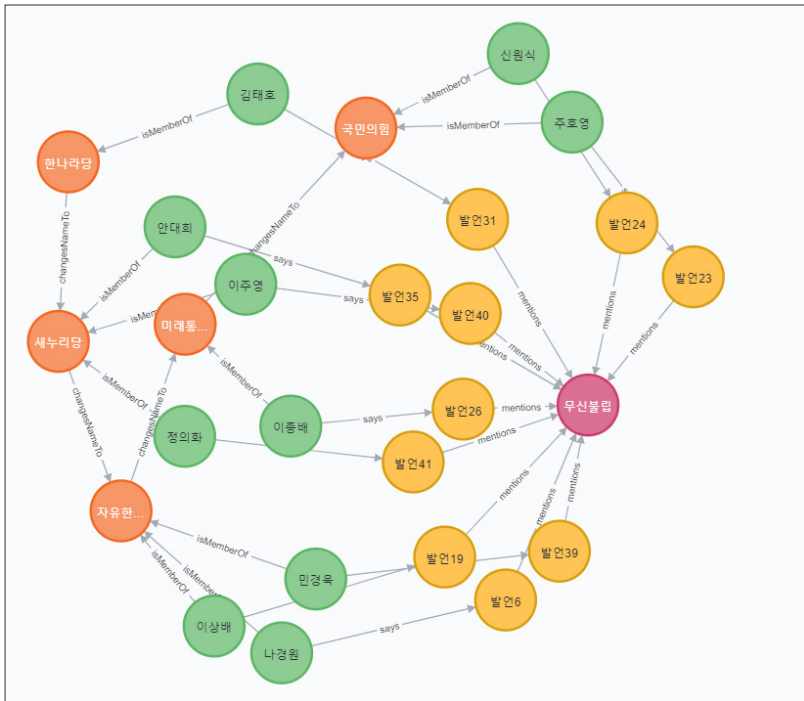 신원식
김태호
isMemberOf
국민의힘
isMemberOf
주호영
isMemberOf
한나라당
changesNameTo
안대희
발언31
발언24
changesNameTo
says
발언23
isMemberOf
이주영
says
발언35
발언40
mentions
mentions
mentions
새누리당
미래통...
mentions
isMemberOf
무신불립
isMemberOf
changesNameTo
changesNameTo
정의화
이종배
says
발언26
mentions
발언41
mentions
자유한...
mentions
mentions
mentions
isMemberOf
발언19
발언39
민경욱
isMemberOf
발언6
이상배
나경원
says